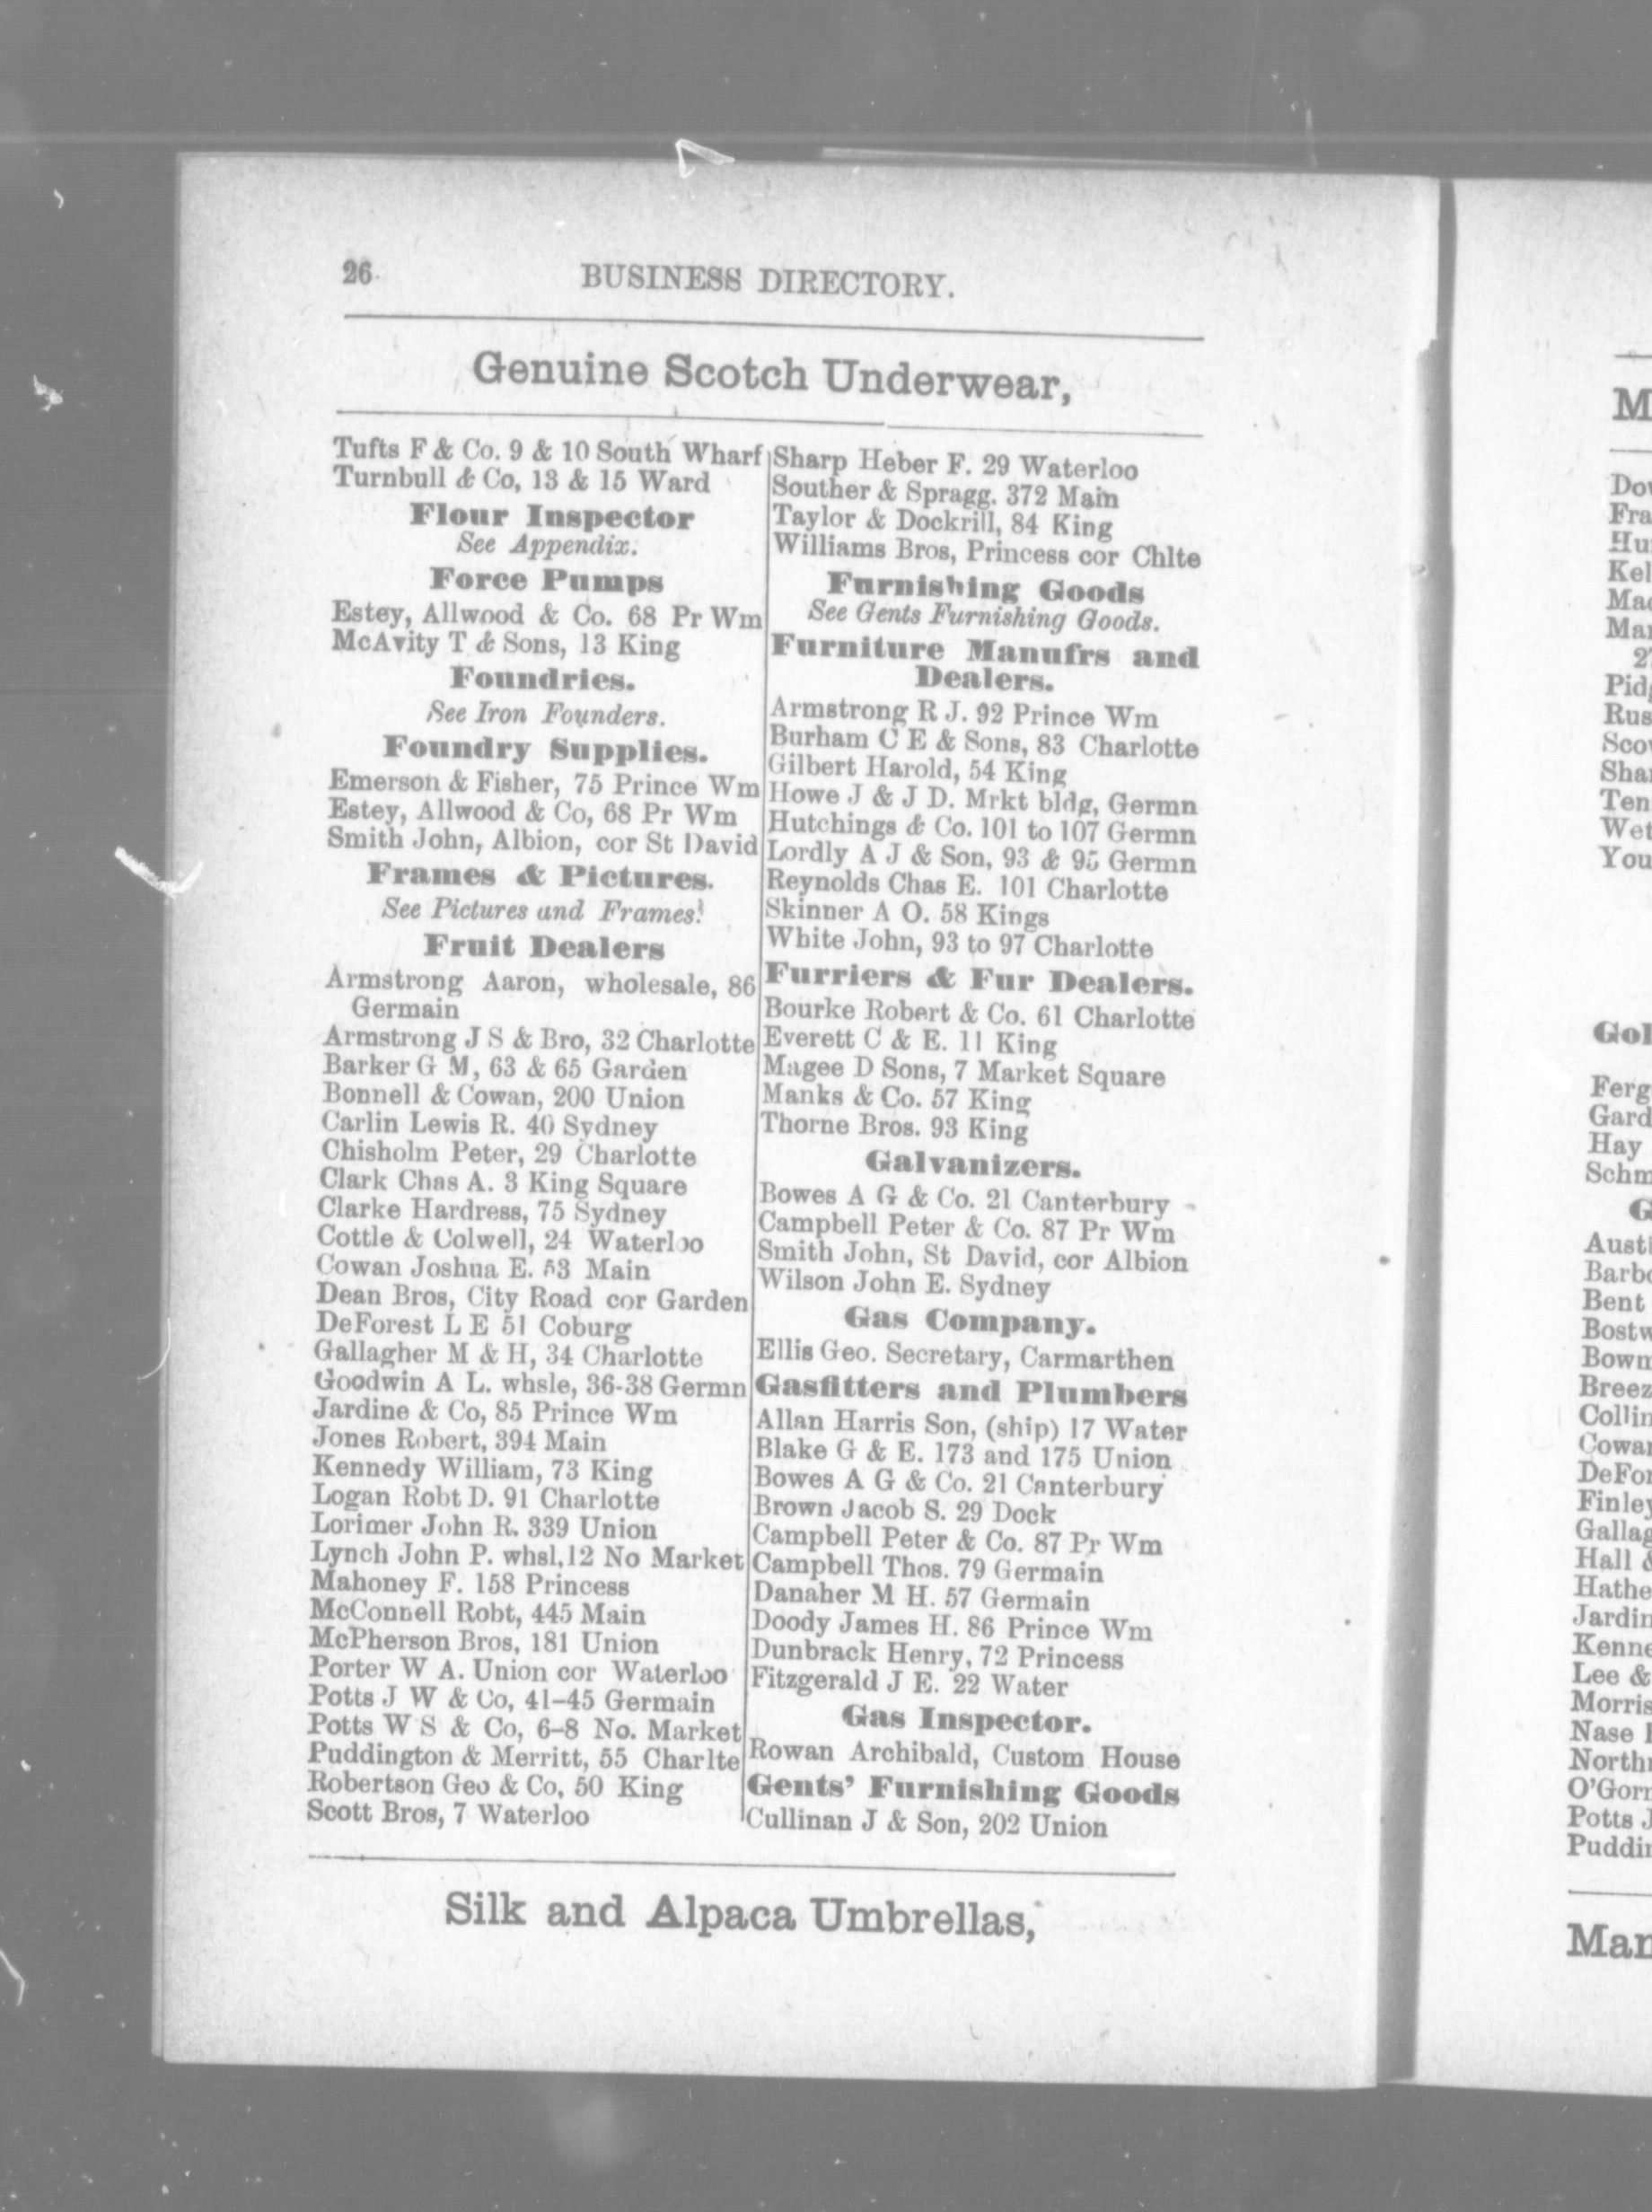 26
BUSINESS DIRECTORY.
Genuine Scotch Underwear,
Tufts F & Co. 9 & 10 South Wharf
Turnbull & Co, 13 & 15 Ward
Flour Inspector
See Appendix.
Force Pumps
Estey, Allwood & Co. 68 Pr Wm
McAvity T & Sons, 13 King
Foundries.
See Iron Founders.
Foundry Supplies.
Emerson & Fisher, 75 Prince Wm
Estey, Allwood & Co, 68 Pr Wm
Smith John, Albion, cor St David
Frames & Pictures.
See Pictures and Frames.
Fruit Dealers
Armstrong Aaron, wholesale, 86
Germain
Armstrong J S & Bro, 32 Charlotte
Barker G M, 63 & 65 Garden
Bonnell & Cowan, 200 Union
Carlin Lewis R. 40 Sydney
Chisholm Peter, 29 Charlotte
Clark Chas A. 3 King Square
Clarke Hardress, 75 Sydney
Cottle & Colwell, 24 Waterloo
Cowan Joshua E. 53 Main
Dean Bros, City Road cor Garden
DeForest L E 51 Coburg
Gallagher M & H, 34 Charlotte
Goodwin A L. whsle, 36-38 Germn
Jardine & Co, 85 Prince Wm
Jones Robert, 394 Main
Kennedy William, 73 King
Logan Robt D. 91 Charlotte
Lorimer John R. 339 Union
Lynch John P. whsl, 12 No Market
Mahoney F. 158 Princess
McConnell Robt, 445 Main
McPherson Bros, 181 Union
Porter W A. Union cor Waterloo
Potts J W & Co, 41-45 Germain
Potts W S & Co, 6-8 No. Market
Puddington & Merritt, 55 Charlte
Robertson Geo & Co, 50 King
Scott Bros, 7 Waterloo
Sharp Heber F. 29 Waterloo
Souther & Spragg. 372 Main
Taylor & Dockrill, 84 King
Williams Bros, Princess cor Chlte
Furnishing Goods
See Gents Furnishing Goods.
Furniture Manufrs and
Dealers.
Armstrong R J. 92 Prince Wm
Burham C E & Sons, 83 Charlotte
Gilbert Harold, 54 King
Howe J & J D. Mrkt bldg, Germn
Hutchings & Co. 101 to 107 Germn
Lordly A J & Son, 93 & 95 Germn
Reynolds Chas E. 101 Charlotte
Skinner A O. 58 Kings
White John, 93 to 97 Charlotte
Furriers & Fur Dealers.
Bourke Robert & Co. 61 Charlotte
Everett C & E. 11 King
Magee D Sons, 7 Market Square
Manks & Co. 57 King
Thorne Bros. 93 King
Galvanizers.
Bowes A G & Co. 21 Canterbury
Campbell Peter & Co. 87 Pr Wm
Smith John, St David, cor Albion
Wilson John E. Sydney
Gas Company.
Ellis Geo. Secretary, Carmarthen
Gasfitters and Plumbers
Allan Harris Son, (ship) 17 Water
Blake G & E. 173 and 175 Union
Bowes A G & Co. 21 Canterbury
Brown Jacob S. 29 Dock
Campbell Peter & Co. 87 Pr Wm
Campbell Thos. 79 Germain
Danaher M H. 57 Germain
Doody James H. 86 Prince Wm
Dunbrack Henry, 72 Princess
Fitzgerald J E. 22 Water
Gas Inspector.
Rowan Archibald, Custom House
Gents' Furnishing Goods
Cullinan J & Son, 202 Union
Silk and Alpaca Umbrellas,